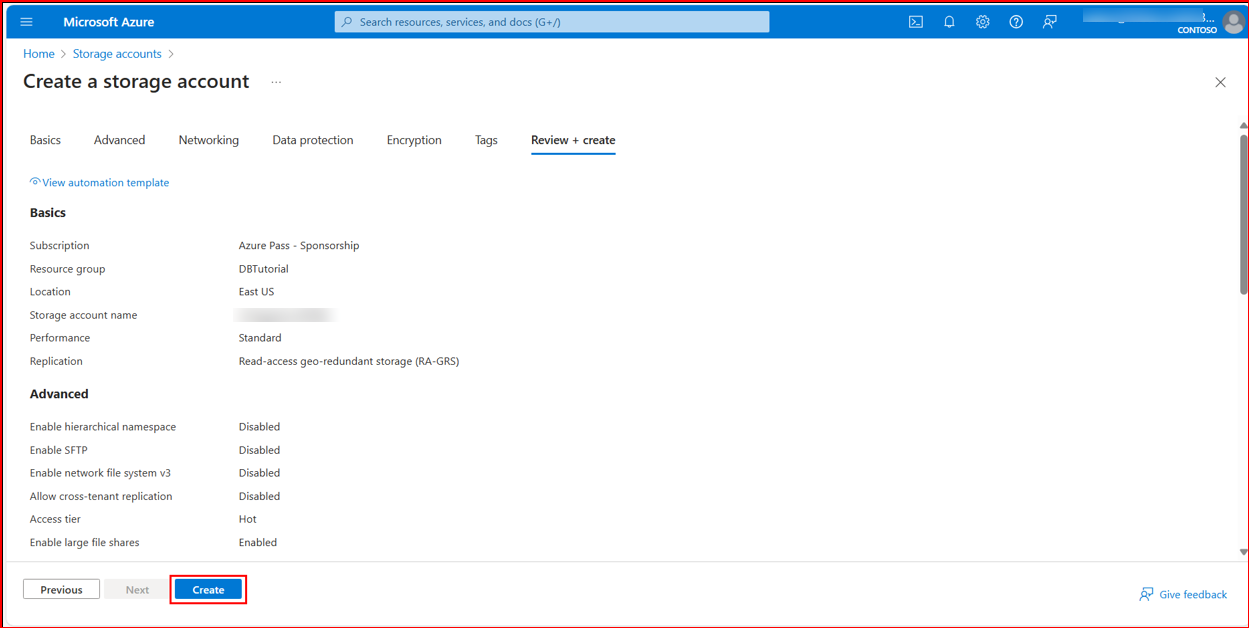 Microsoft Azure
Search resources, services, and docs (G+/)
3...
CONTOSO
Home > Storage accounts >
Create a storage account ...
Basics Advanced Networking Data protection Encryption Tags Review + create
View automation template
Basics
Subscription Azure Pass - Sponsorship
Resource group DBTutorial
Location East US
Storage account name
Performance Standard
Replication Read-access geo-redundant storage (RA-GRS)
Advanced
Enable hierarchical namespace Disabled
Enable SFTP Disabled
Enable network file system v3 Disabled
Allow cross-tenant replication Disabled
Access tier Hot
Enable large file shares Enabled
Previous Next Create
Give feedback